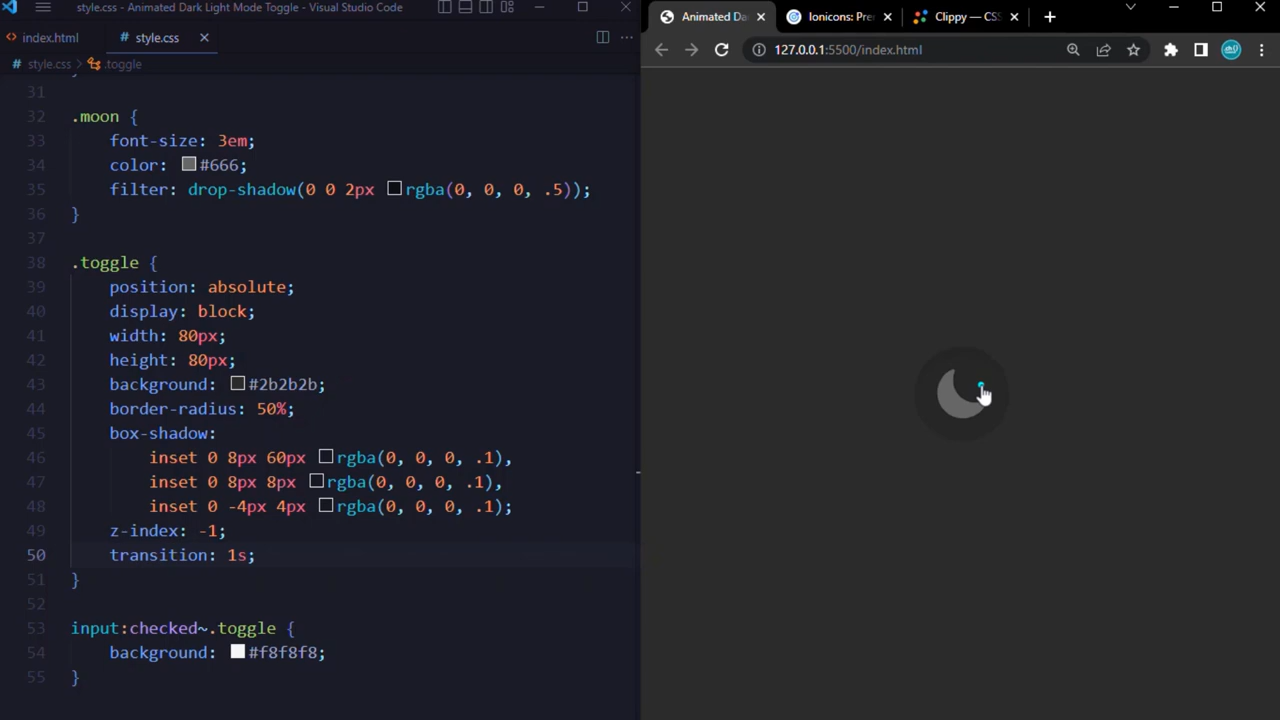 style.css - Animated Dark Light Mode Toggle - Visual Studio Code
index.html
style.css
style.css > .toggle
31
32 .moon {
33 font-size: 3em;
34 color: #666;
35 filter: drop-shadow(0 0 2px rgba(0, 0, 0, .5));
36 }
37
38 .toggle {
39 position: absolute;
40 display: block;
41 width: 80px;
42 height: 80px;
43 background: #2b2b2b;
44 border-radius: 50%;
45 box-shadow:
46 inset 0 8px 60px rgba(0, 0, 0, .1),
47 inset 0 8px 8px rgba(0, 0, 0, .1),
48 inset 0 -4px 4px rgba(0, 0, 0, .1);
49 z-index: -1;
50 transition: 1s;
51 }
52
53 input:checked~.toggle {
54 background: #f8f8f8;
55 }
Animated Da
Ionicons: Pre
Clippy — CSS
127.0.0.1:5500/index.html